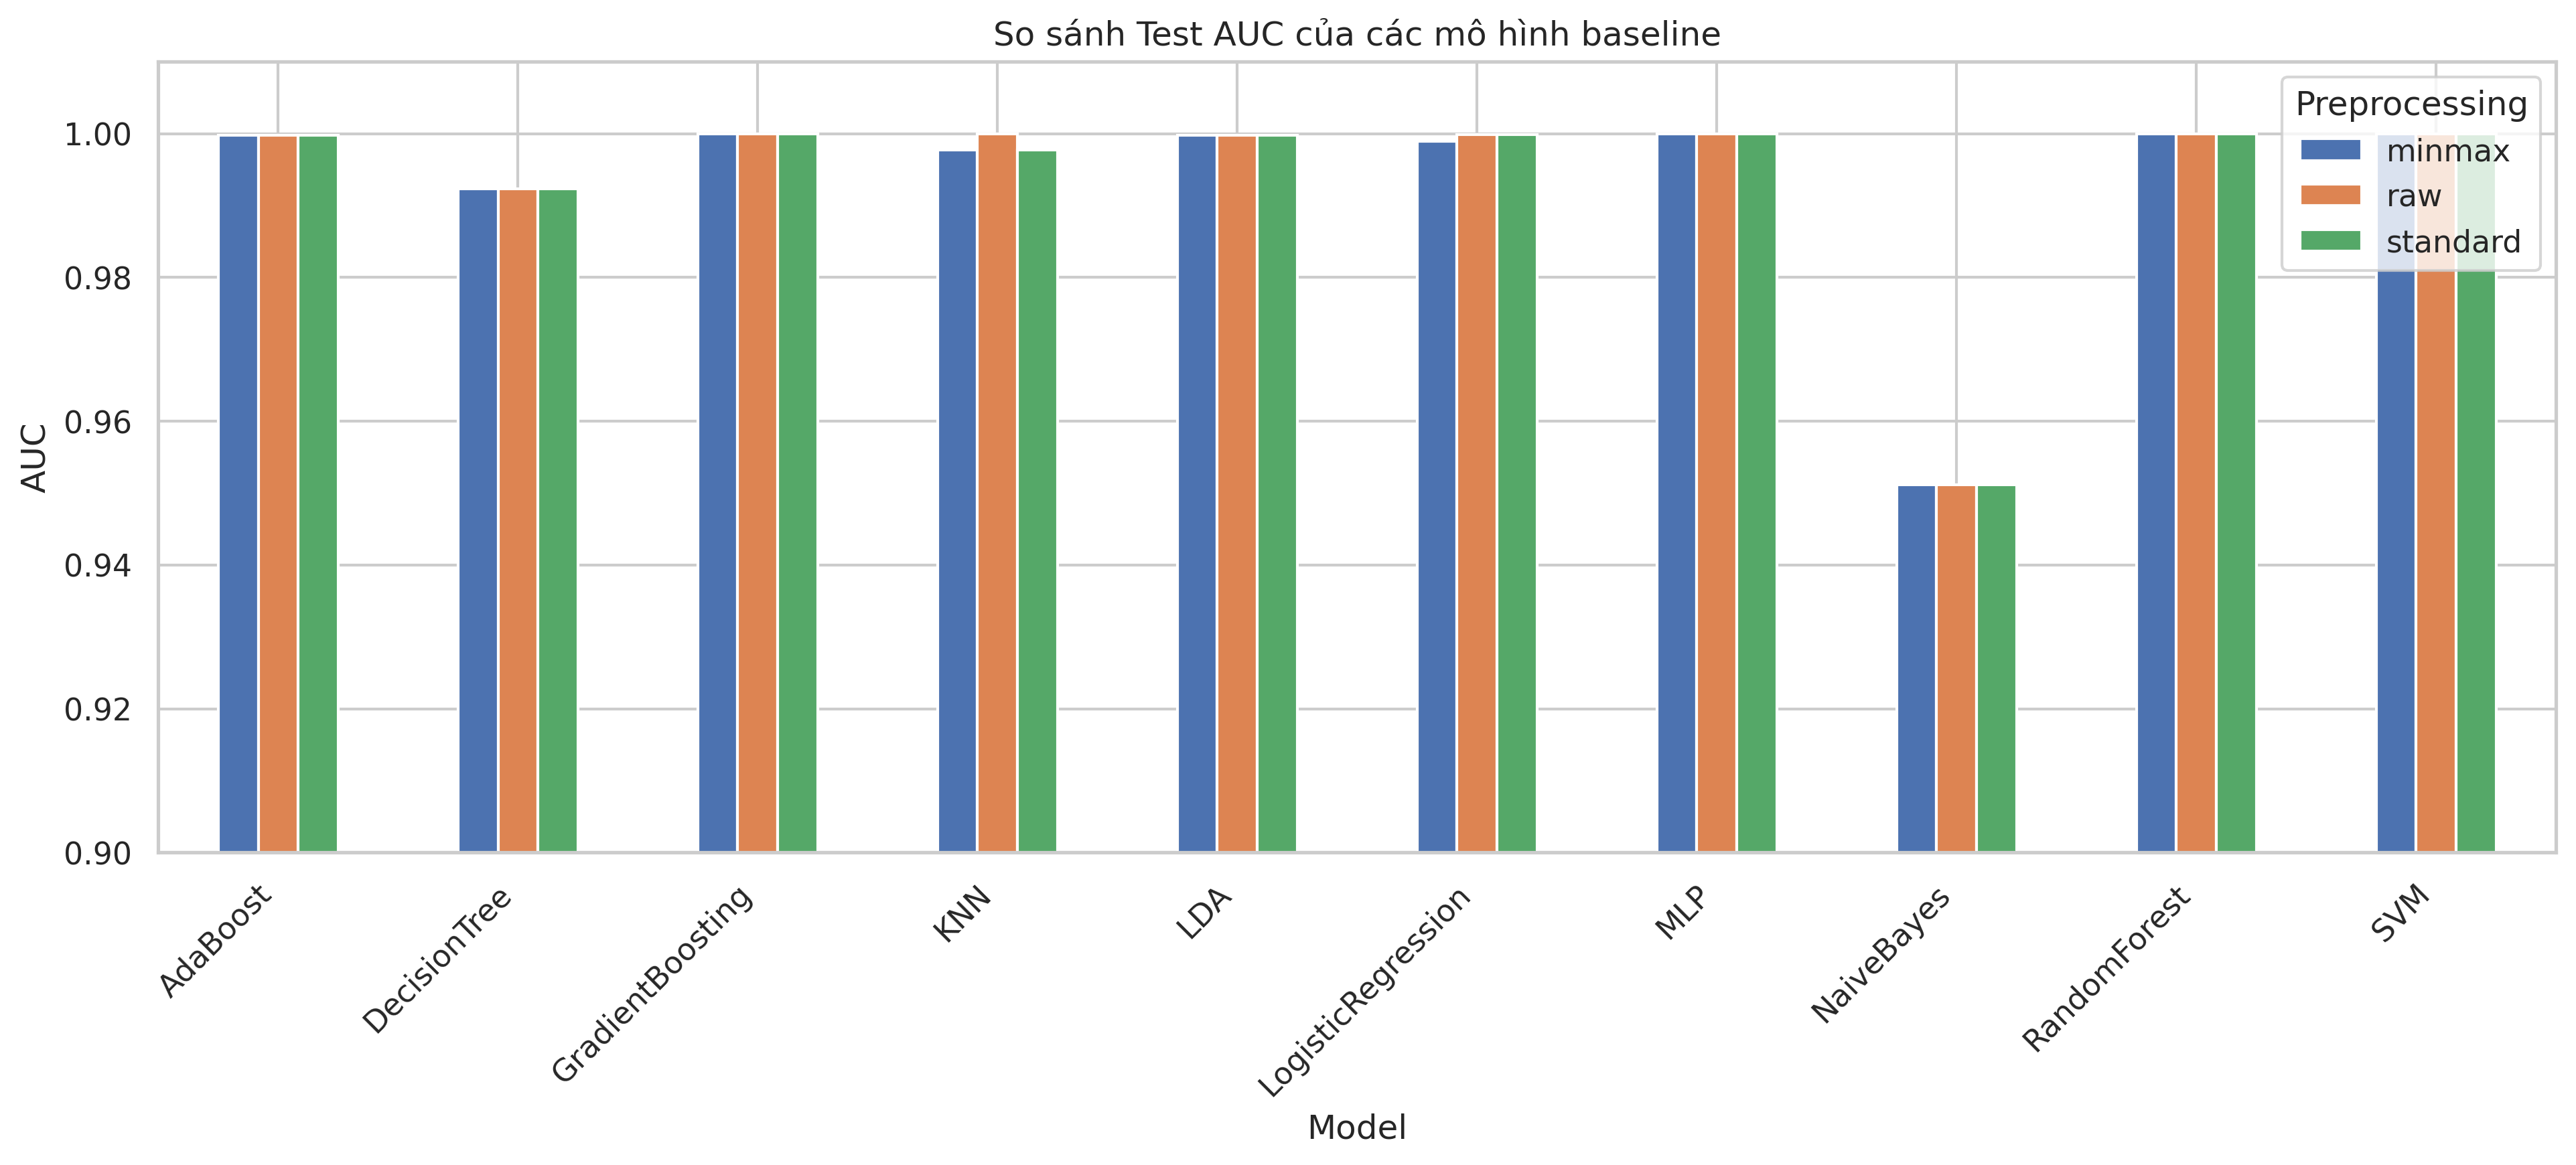 So sánh Test AUC của các mô hình baseline
Preprocessing
minmax
raw
standard
AUC
1.00
0.98
0.96
0.94
0.92
0.90
AdaBoost
DecisionTree
GradientBoosting
KNN
LDA
LogisticRegression
MLP
NaiveBayes
RandomForest
SVM
Model